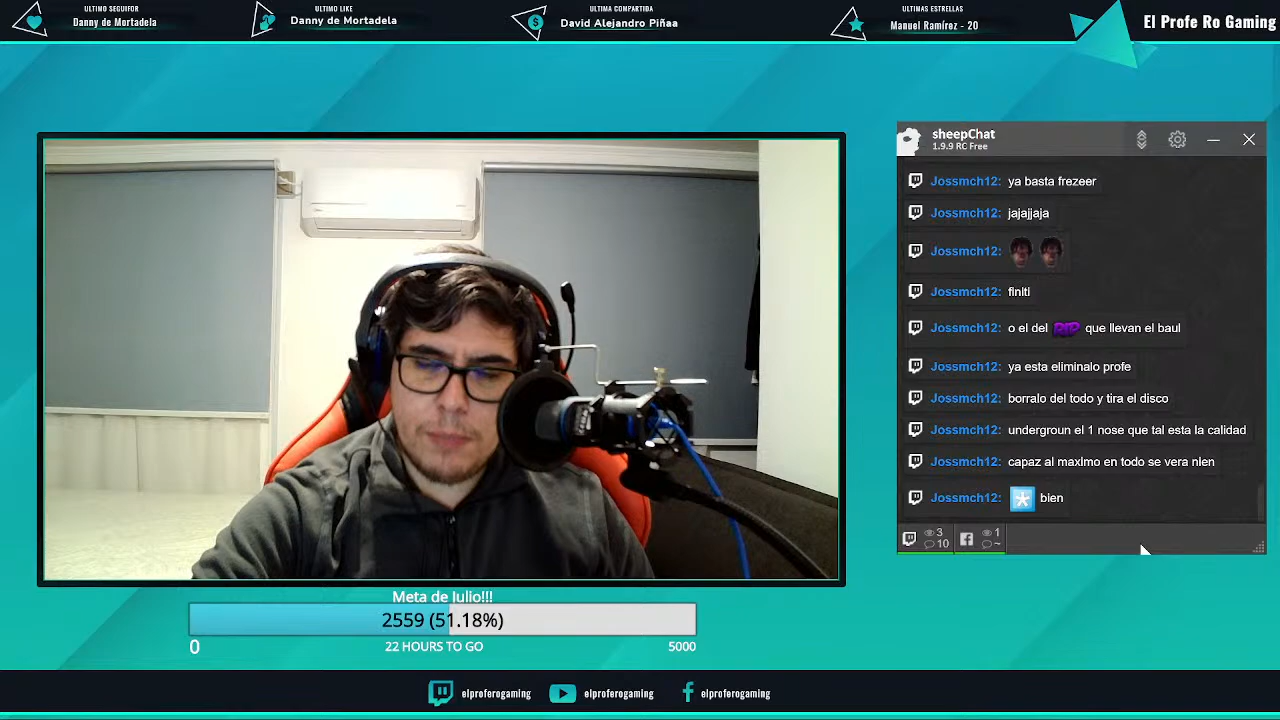 ULTIMO SEGUIFOR
Danny de Mortadela
ULTIMO LIKE
Danny de Mortadela
ULTIMA COMPARTIDA
David Alejandro Piñaa
ULTIMAS ESTRELLAS
Manuel Ramírez - 20
El Profe Ro Gaming
sheepChat
1.9.9 RC Free
Jossmch12: ya basta frezeer
Jossmch12: jajajjaja
Jossmch12:
Jossmch12: finiti
Jossmch12: o el del RIP que llevan el baul
Jossmch12: ya esta eliminalo profe
Jossmch12: borralo del todo y tira el disco
Jossmch12: undergroun el 1 nose que tal esta la calidad
Jossmch12: capaz al maximo en todo se vera nlen
Jossmch12: bien
3
10
1
~
Meta de Julio!!!
2559 (51.18%)
0
22 HOURS TO GO
5000
elproferogaming
elproferogaming
elproferogaming